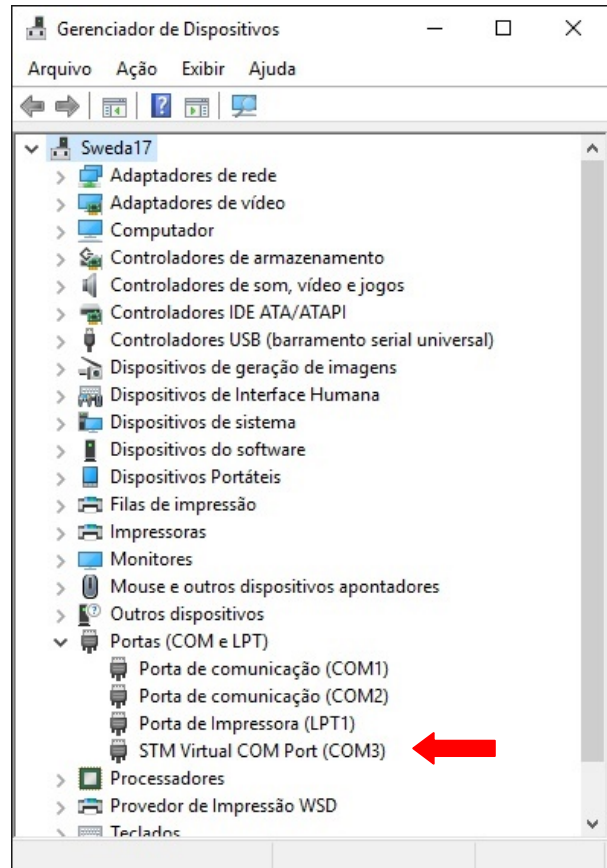 Gerenciador de Dispositivos
Arquivo Ação Exibir Ajuda
Sweda17
Adaptadores de rede
Adaptadores de vídeo
Computador
Controladores de armazenamento
Controladores de som, vídeo e jogos
Controladores IDE ATA/ATAPI
Controladores USB (barramento serial universal)
Dispositivos de geração de imagens
Dispositivos de Interface Humana
Dispositivos de sistema
Dispositivos do software
Dispositivos Portáteis
Filas de impressão
Impressoras
Monitores
Mouse e outros dispositivos apontadores
Outros dispositivos
Portas (COM e LPT)
Porta de comunicação (COM1)
Porta de comunicação (COM2)
Porta de Impressora (LPT1)
STM Virtual COM Port (COM3)
Processadores
Provedor de Impressão WSD
Teclados